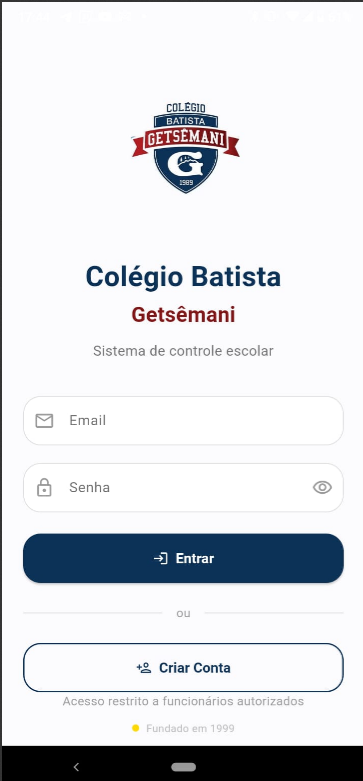 COLÉGIO
BATISTA
GETSÊMANI
G
1989
Colégio Batista
Getsêmani
Sistema de controle escolar
Email
Senha
Entrar
ou
Criar Conta
Acesso restrito a funcionários autorizados
Fundado em 1999